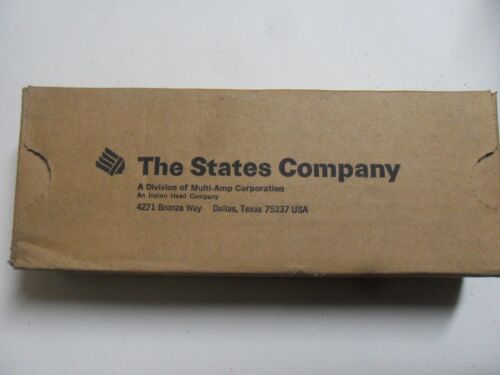 The States Company
A Division of Multi-Amp Corporation
An Indian Head Company
4271 Bronze Way Dallas, Texas 75237 USA